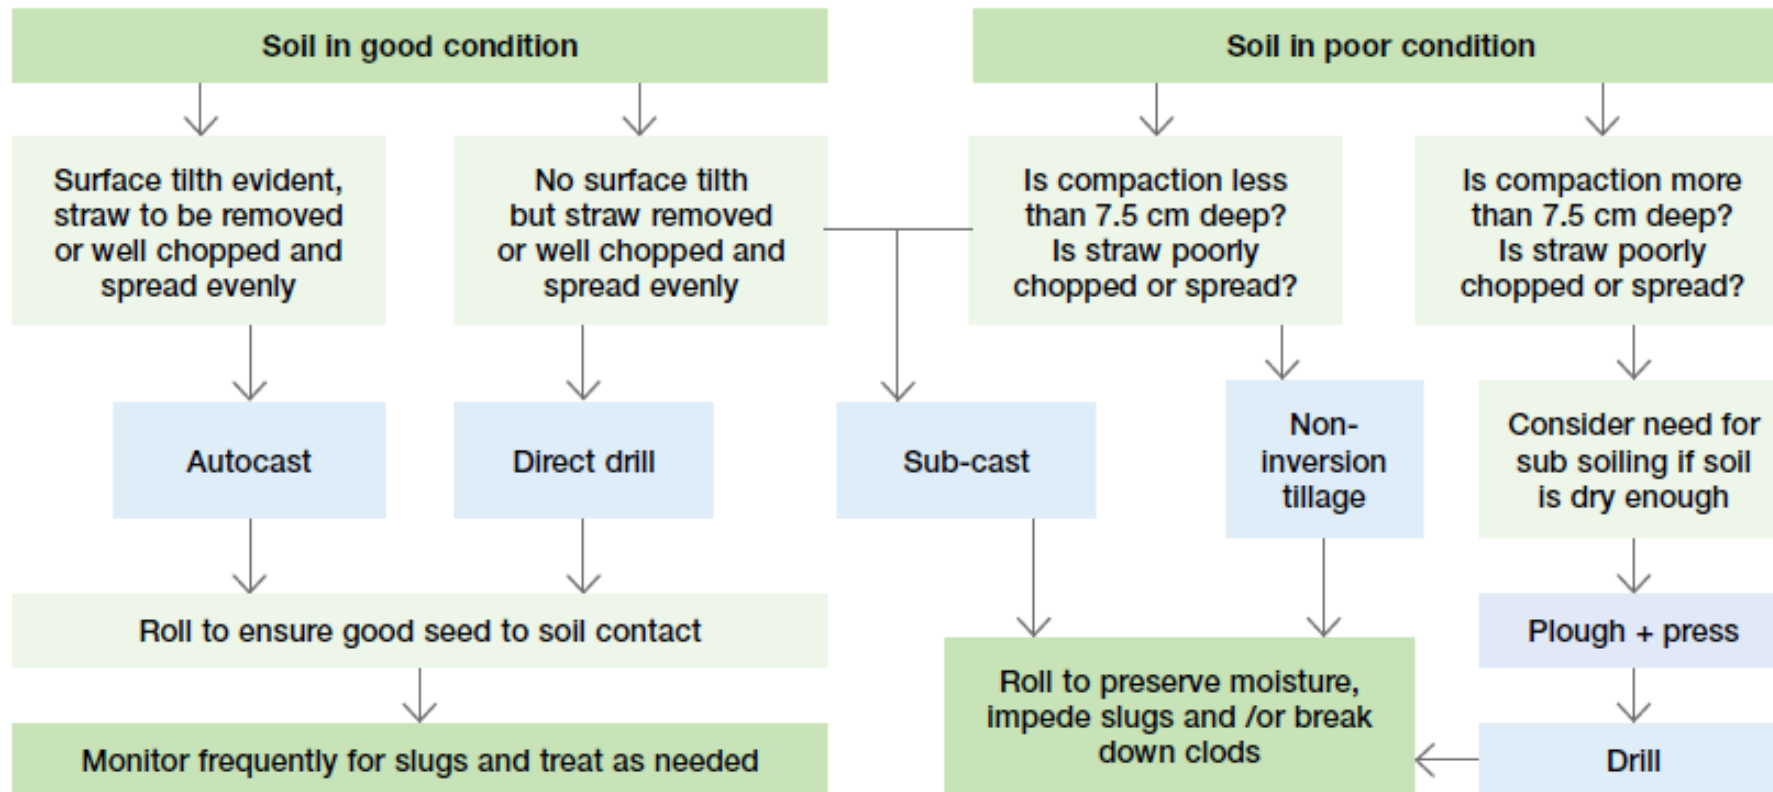 Soil in good condition
Soil in poor condition
Surface tilth evident,
straw to be removed
or well chopped and
spread evenly
No surface tilth
but straw removed
or well chopped and
spread evenly
Is compaction less
than 7.5 cm deep?
Is straw poorly
chopped or spread?
Is compaction more
than 7.5 cm deep?
Is straw poorly
chopped or spread?
Autocast
Direct drill
Sub-cast
Non-
inversion
tillage
Consider need for
sub soiling if soil
is dry enough
Roll to ensure good seed to soil contact
Plough + press
Roll to preserve moisture,
impede slugs and /or break
down clods
Monitor frequently for slugs and treat as needed
Drill